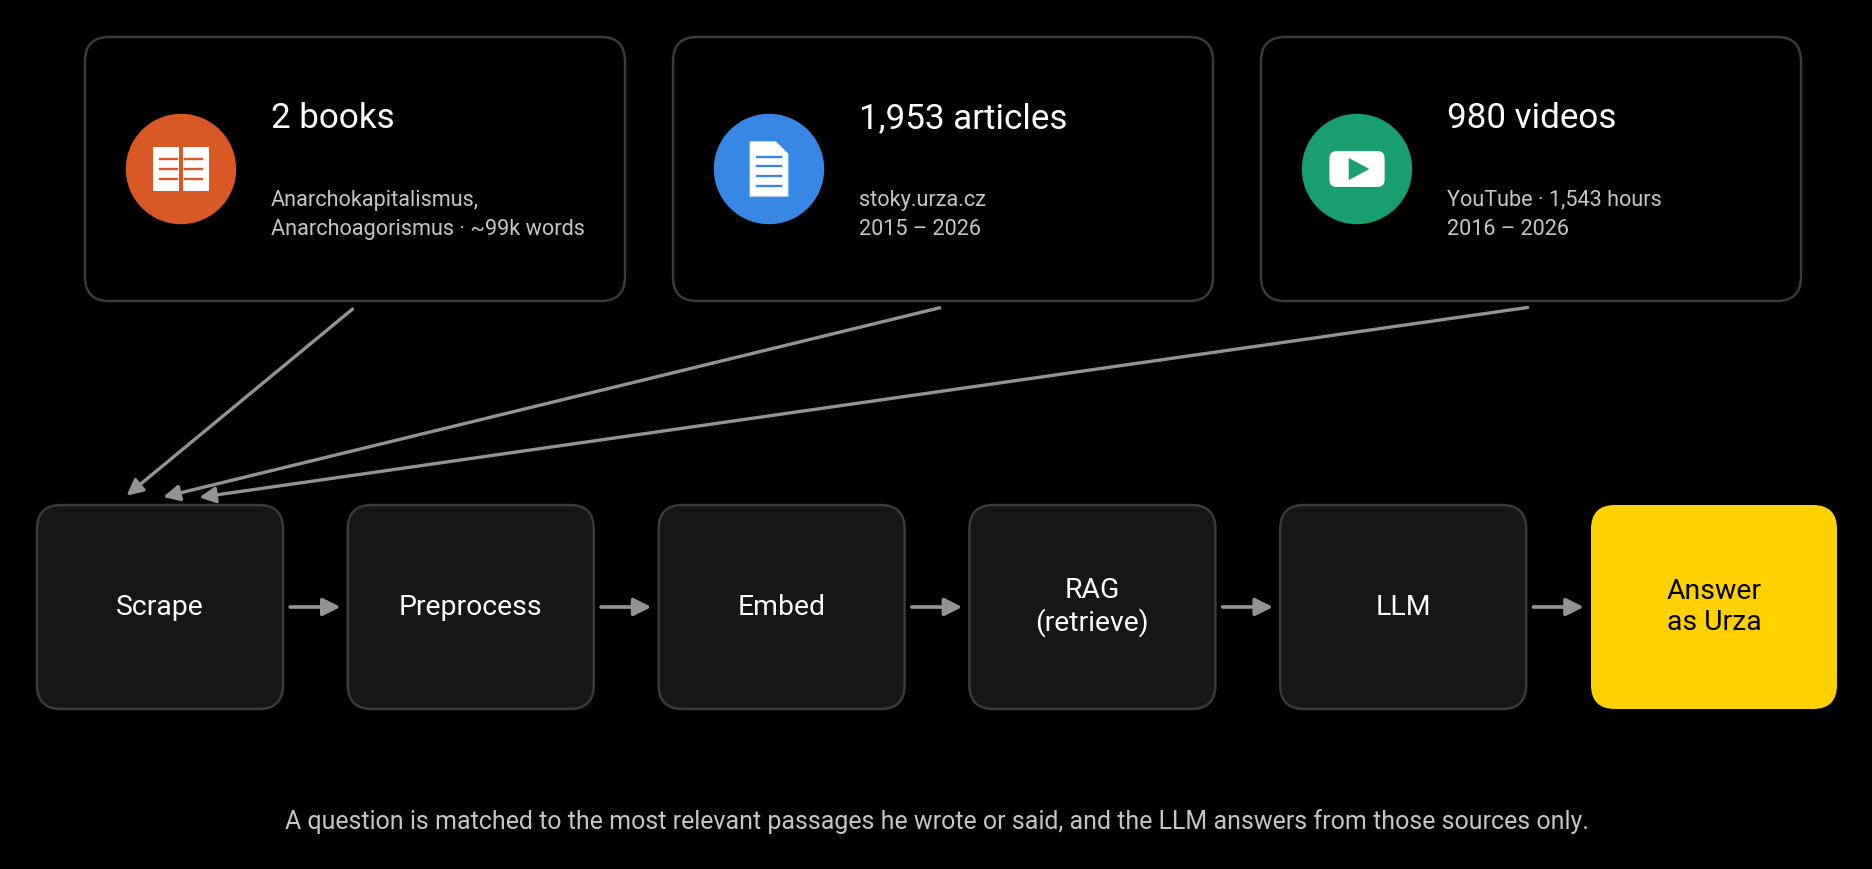 2 books
Anarchokapitalismus,
Anarchoagorismus · ~99k words
1,953 articles
stoky.urza.cz
2015 – 2026
980 videos
YouTube · 1,543 hours
2016 – 2026
Scrape
Preprocess
Embed
RAG
(retrieve)
LLM
Answer
as Urza
A question is matched to the most relevant passages he wrote or said, and the LLM answers from those sources only.